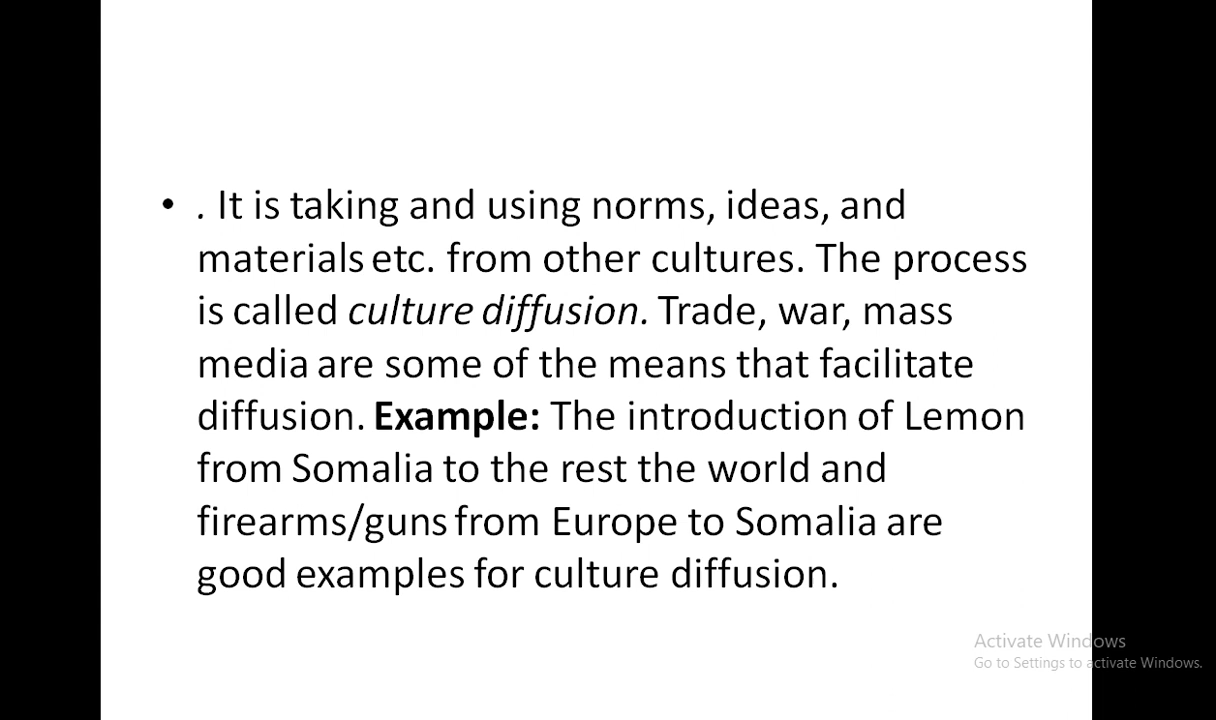 • . It is taking and using norms, ideas, and
materials etc. from other cultures. The process
is called culture diffusion. Trade, war, mass
media are some of the means that facilitate
diffusion. Example: The introduction of Lemon
from Somalia to the rest the world and
firearms/guns from Europe to Somalia are
good examples for culture diffusion.
Activate Windows
Go to Settings to activate Windows.